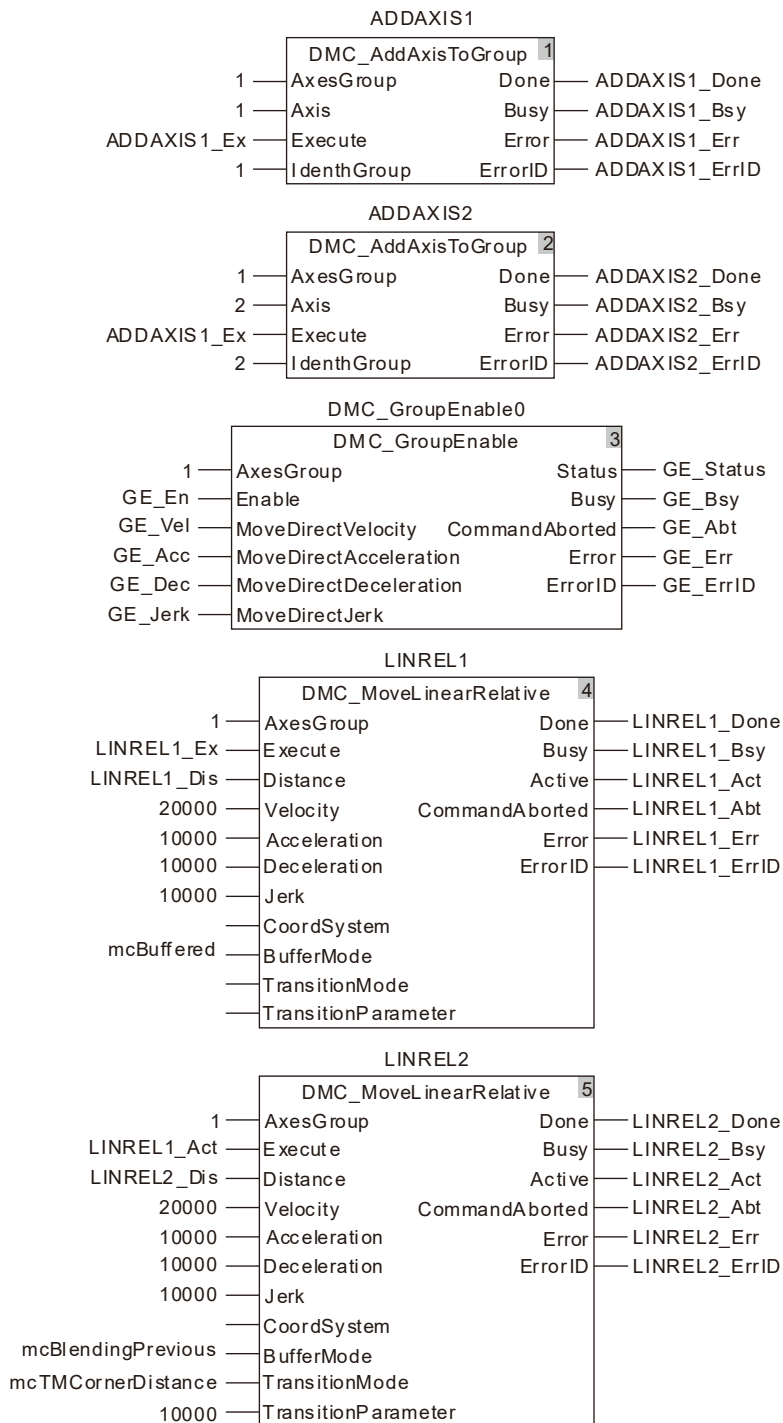 ADDAXIS1
DMC_AddAxisToGroup 1
1 AxesGroup Done ADDAXIS1_Done
1 Axis Busy ADDAXIS1_Bsy
ADDAXIS1_Ex Execute Error ADDAXIS1_Err
1 IdenthGroup ErrorID ADDAXIS1_ErrID
ADDAXIS2
DMC_AddAxisToGroup 2
1 AxesGroup Done ADDAXIS2_Done
2 Axis Busy ADDAXIS2_Bsy
ADDAXIS1_Ex Execute Error ADDAXIS2_Err
2 IdenthGroup ErrorID ADDAXIS2_ErrID
DMC_GroupEnable0
DMC_GroupEnable 3
1 AxesGroup Status GE_Status
GE_En Enable Busy GE_Bsy
GE_Vel MoveDirectVelocity CommandAborted GE_Abt
GE_Acc MoveDirectAcceleration Error GE_Err
GE_Dec MoveDirectDeceleration ErrorID GE_ErrID
GE_Jerk MoveDirectJerk
LINREL1
DMC_MoveLinearRelative 4
1 AxesGroup Done LINREL1_Done
LINREL1_Ex Execute Busy LINREL1_Bsy
LINREL1_Dis Distance Active LINREL1_Act
20000 Velocity CommandAborted LINREL1_Abt
10000 Acceleration Error LINREL1_Err
10000 Deceleration ErrorID LINREL1_ErrID
10000 Jerk
CoordSystem
mcBuffered BufferMode
TransitionMode
TransitionParameter
LINREL2
DMC_MoveLinearRelative 5
1 AxesGroup Done LINREL2_Done
LINREL1_Act Execute Busy LINREL2_Bsy
LINREL2_Dis Distance Active LINREL2_Act
20000 Velocity CommandAborted LINREL2_Abt
10000 Acceleration Error LINREL2_Err
10000 Deceleration ErrorID LINREL2_ErrID
10000 Jerk
CoordSystem
mcBlendingPrevious BufferMode
mcTMCornerDistance TransitionMode
10000 TransitionParameter